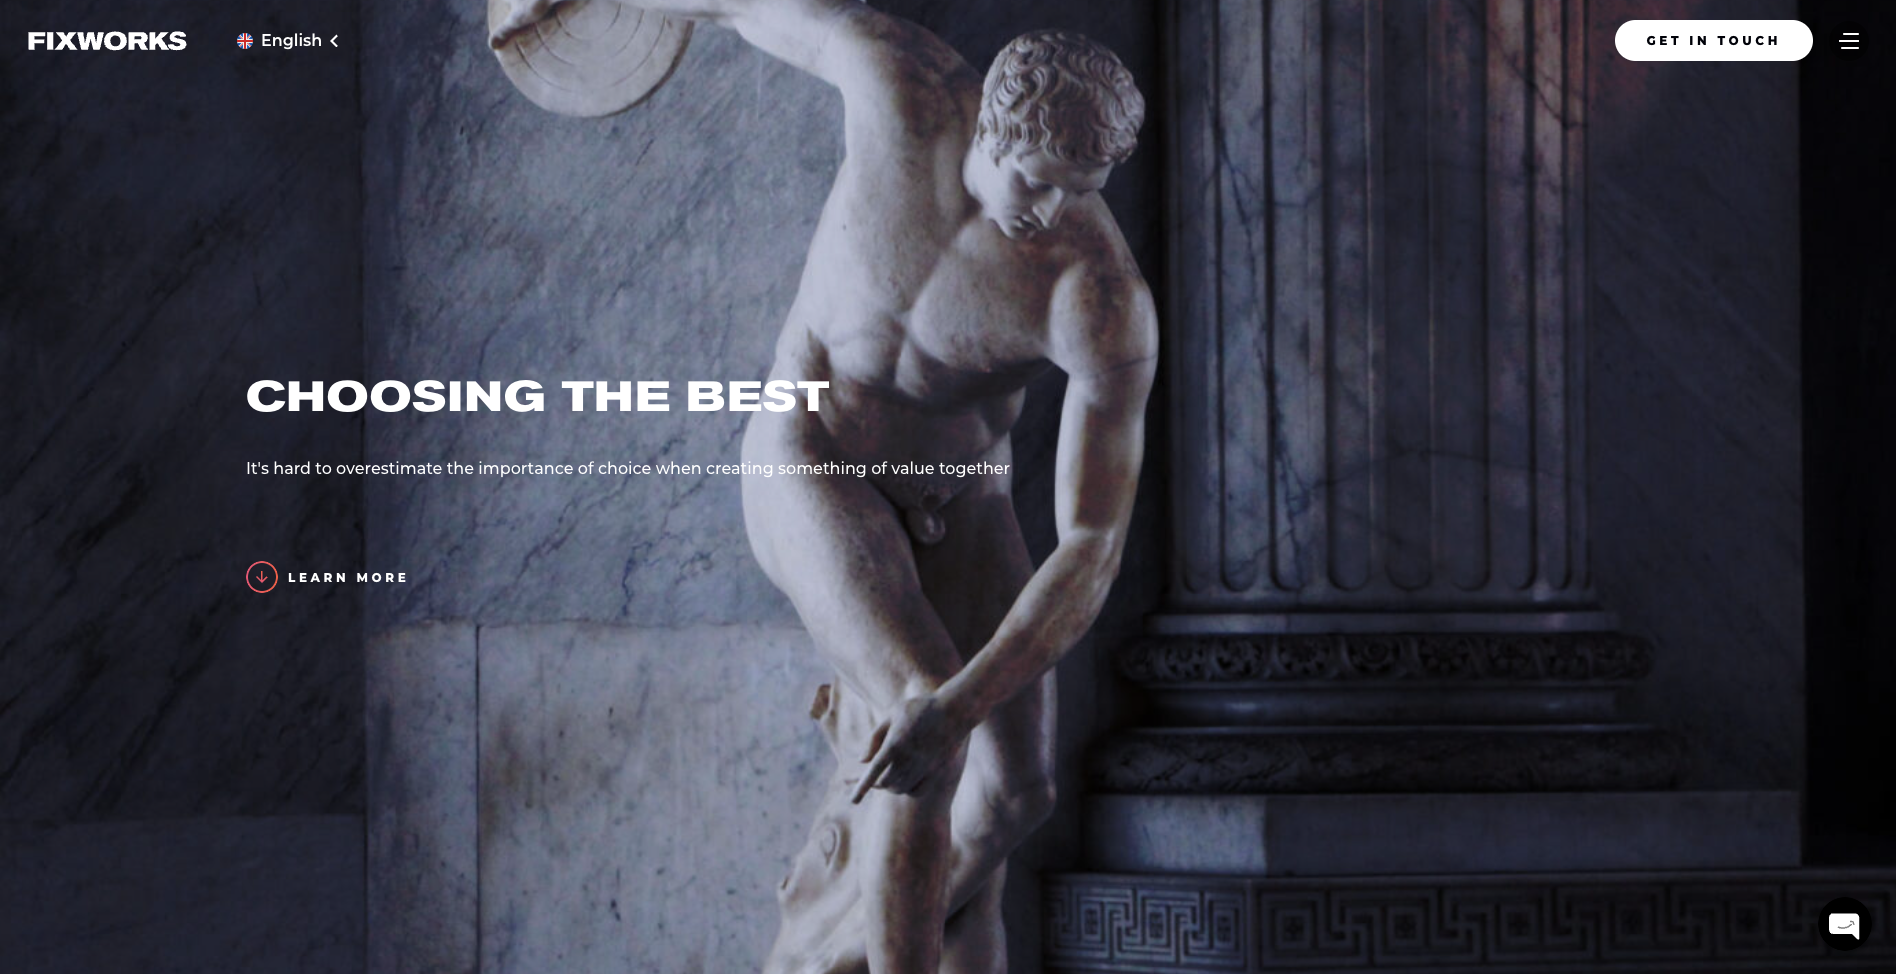 FIXWORKS
English
GET IN TOUCH
CHOOSING THE BEST
It's hard to overestimate the importance of choice when creating something of value together
LEARN MORE